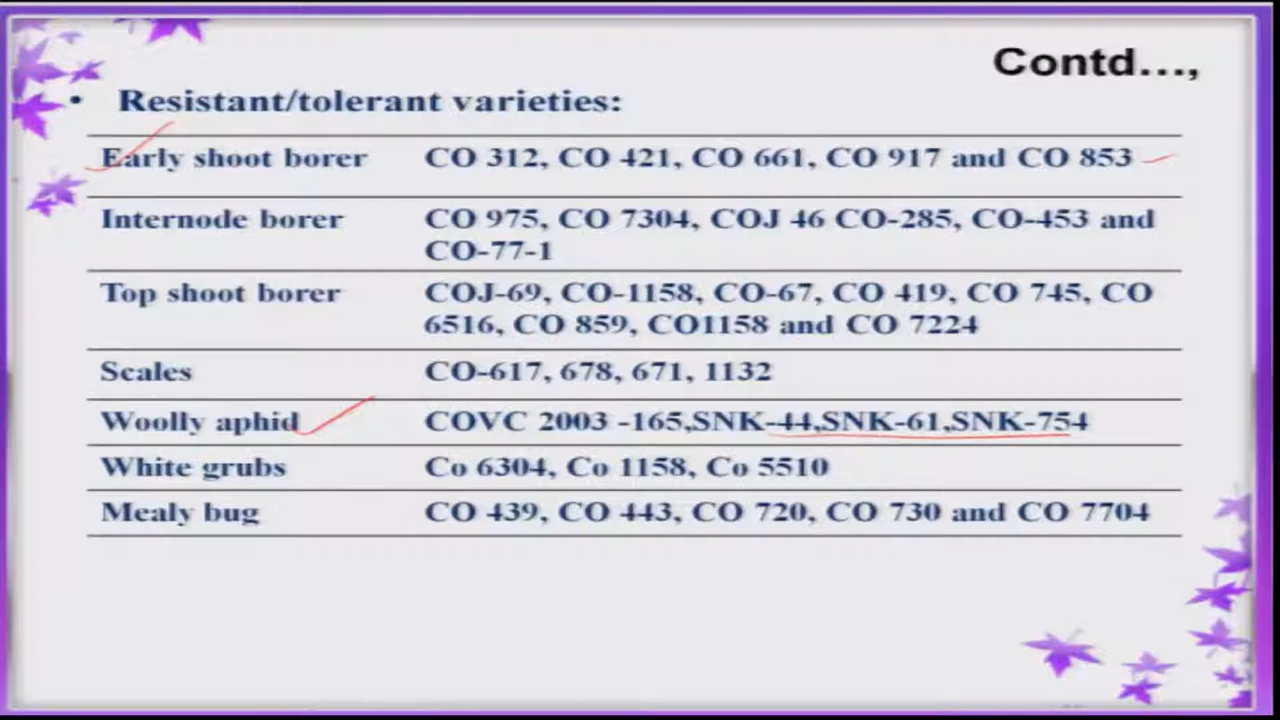 Contd...,
• Resistant/tolerant varieties:
Early shoot borer CO 312, CO 421, CO 661, CO 917 and CO 853
Internode borer CO 975, CO 7304, COJ 46 CO-285, CO-453 and
CO-77-1
Top shoot borer COJ-69, CO-1158, CO-67, CO 419, CO 745, CO
6516, CO 859, CO1158 and CO 7224
Scales CO-617, 678, 671, 1132
Woolly aphid COVC 2003 -165,SNK-44,SNK-61,SNK-754
White grubs Co 6304, Co 1158, Co 5510
Mealy bug CO 439, CO 443, CO 720, CO 730 and CO 7704